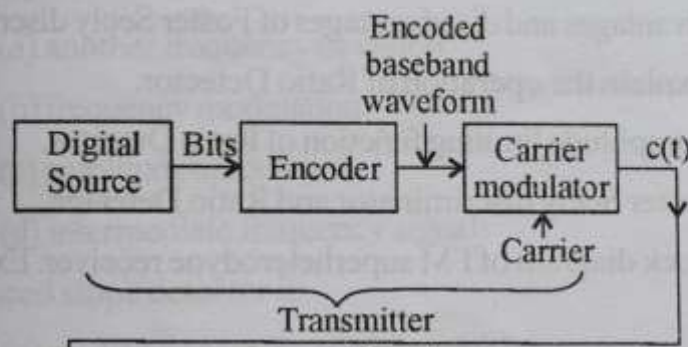 Encoded
baseband
waveform
Digital
Source
Bits
Encoder
Carrier
modulator
c(t)
Carrier
Transmitter